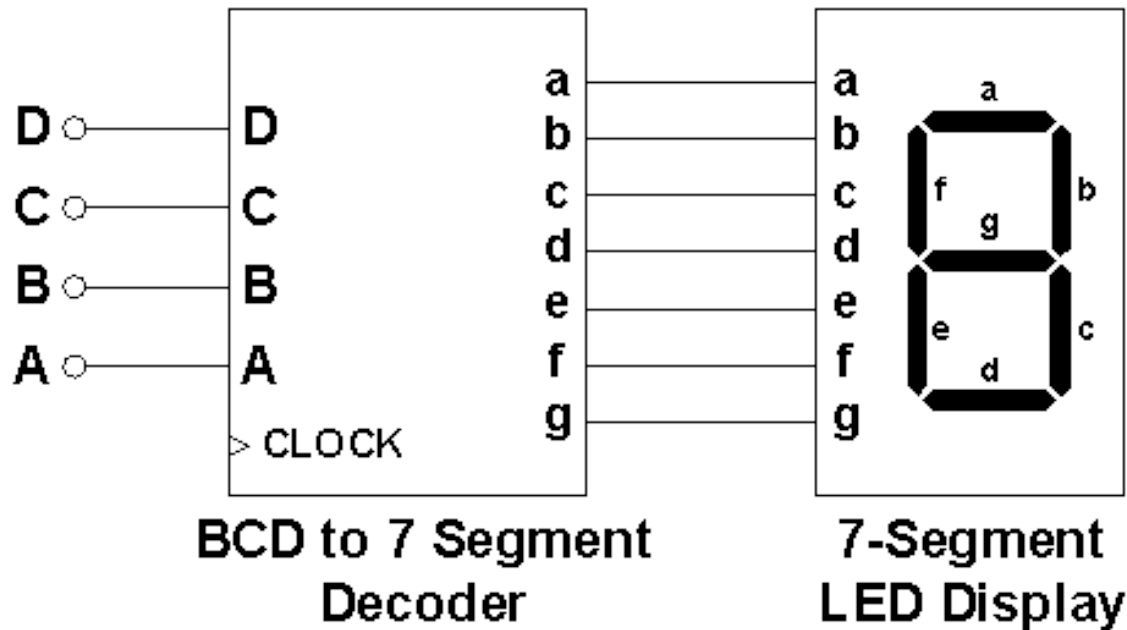 D D a a a
b b
C C c c f b
d d g
B B e e
A A f f e c
g g d
CLOCK
BCD to 7 Segment Decoder
7-Segment LED Display